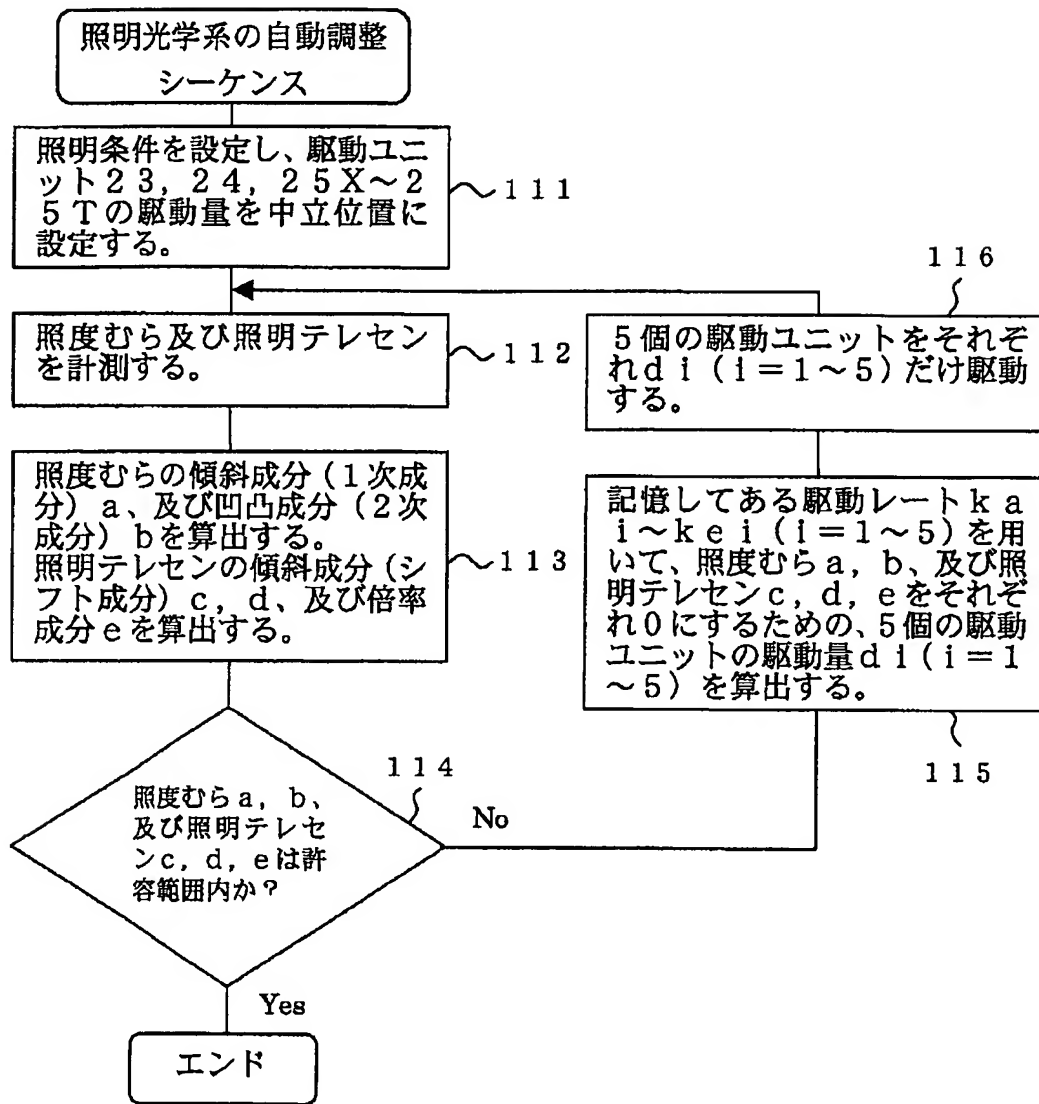 照明光学系の自動調整
シーケンス
照明条件を設定し、駆動ユニ
ット23，24，25X～2
5Tの駆動量を中立位置に
設定する。
111
照度むら及び照明テレセン
を計測する。
112
照度むらの傾斜成分(1次成
分)a、及び凹凸成分(2次
成分)bを算出する。
照明テレセンの傾斜成分(シ
フト成分)c，d、及び倍率
成分eを算出する。
113
照度むらa，b、
及び照明テレセ
ンc，d，eは許
容範囲内か？
114
No
Yes
エンド
116
5個の駆動ユニットをそれぞ
れdi(i=1～5)だけ駆動
する。
記憶してある駆動レートka
i～kei(i=1～5)を用
いて、照度むらa，b、及び照
明テレセンc，d，eをそれぞ
れ0にするための、5個の駆動
ユニットの駆動量di(i=1
～5)を算出する。
115